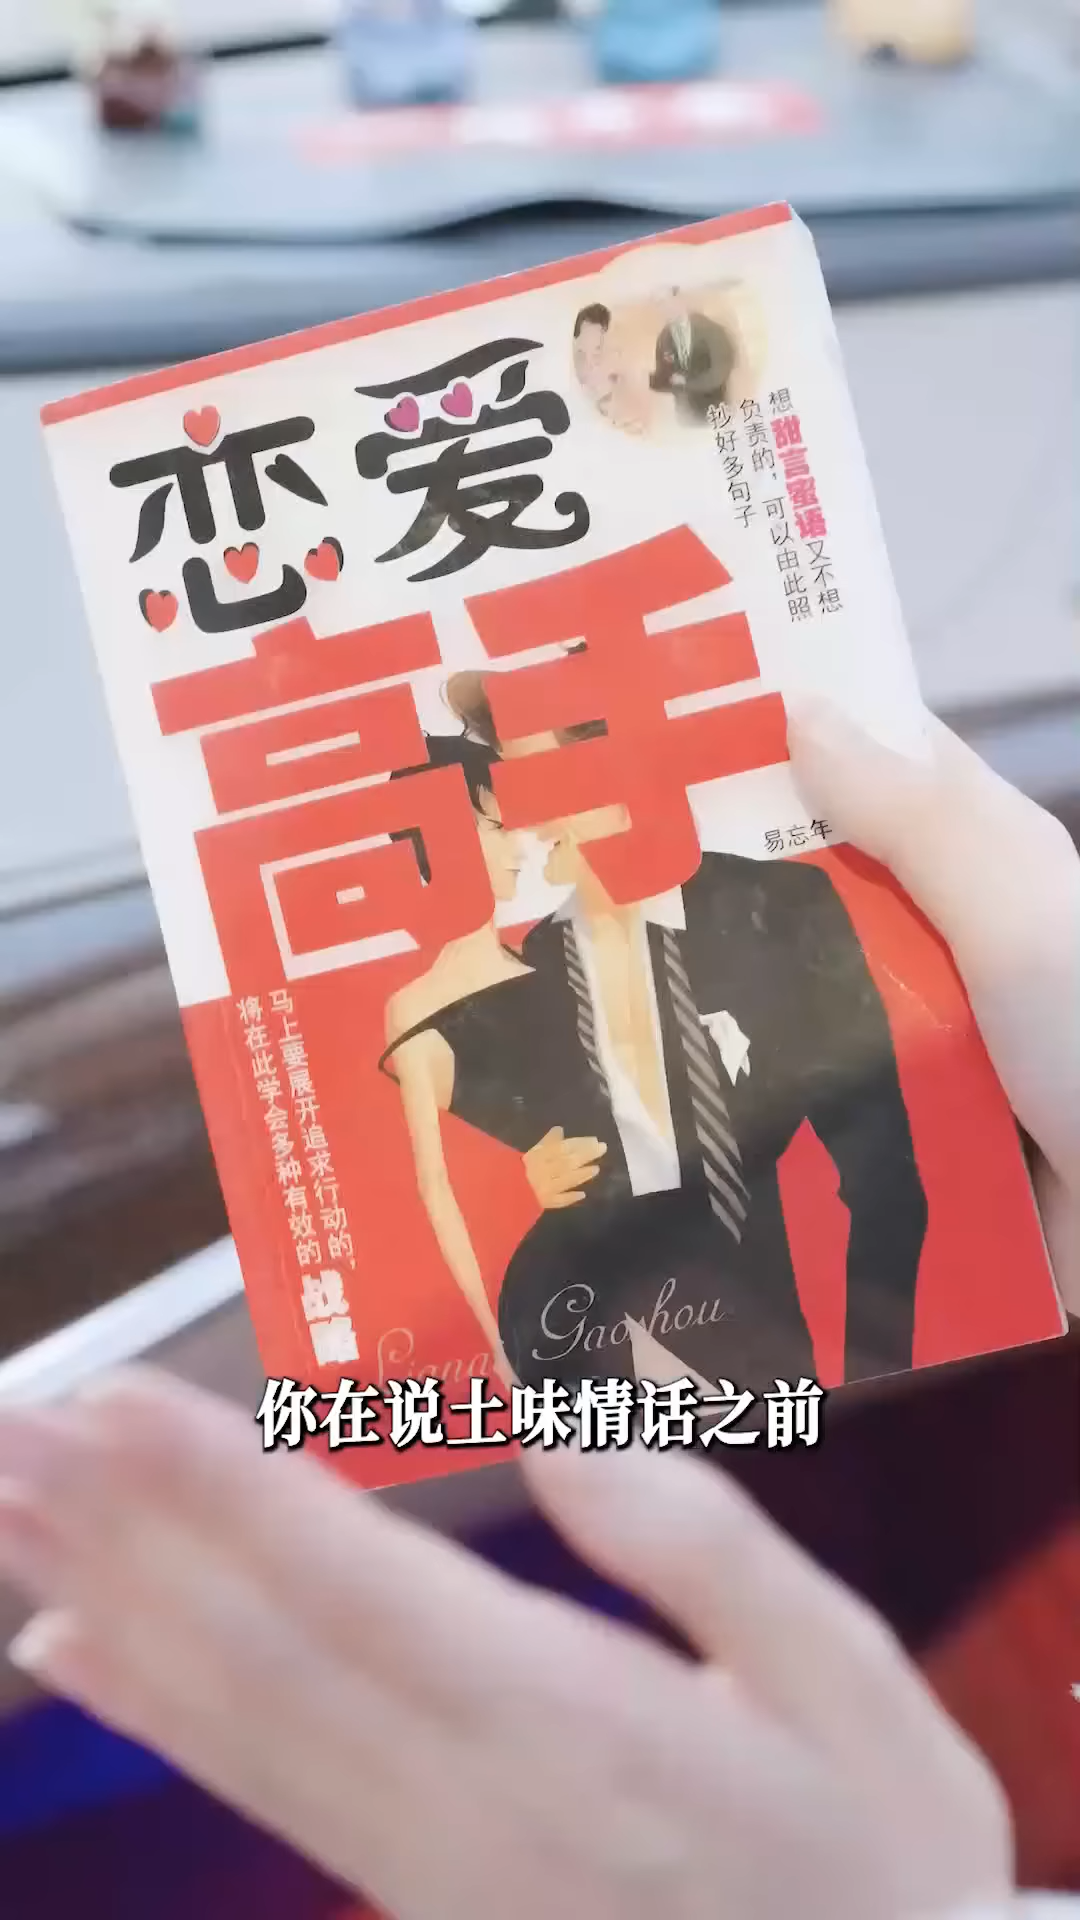 恋爱
高手
想甜言蜜语又不想
负责的，可以由此照
抄好多句子
易忘年
马上要展开追求行动的，
将在此学会多种有效的战略
Lianai Gaoshou
你在说土味情话之前